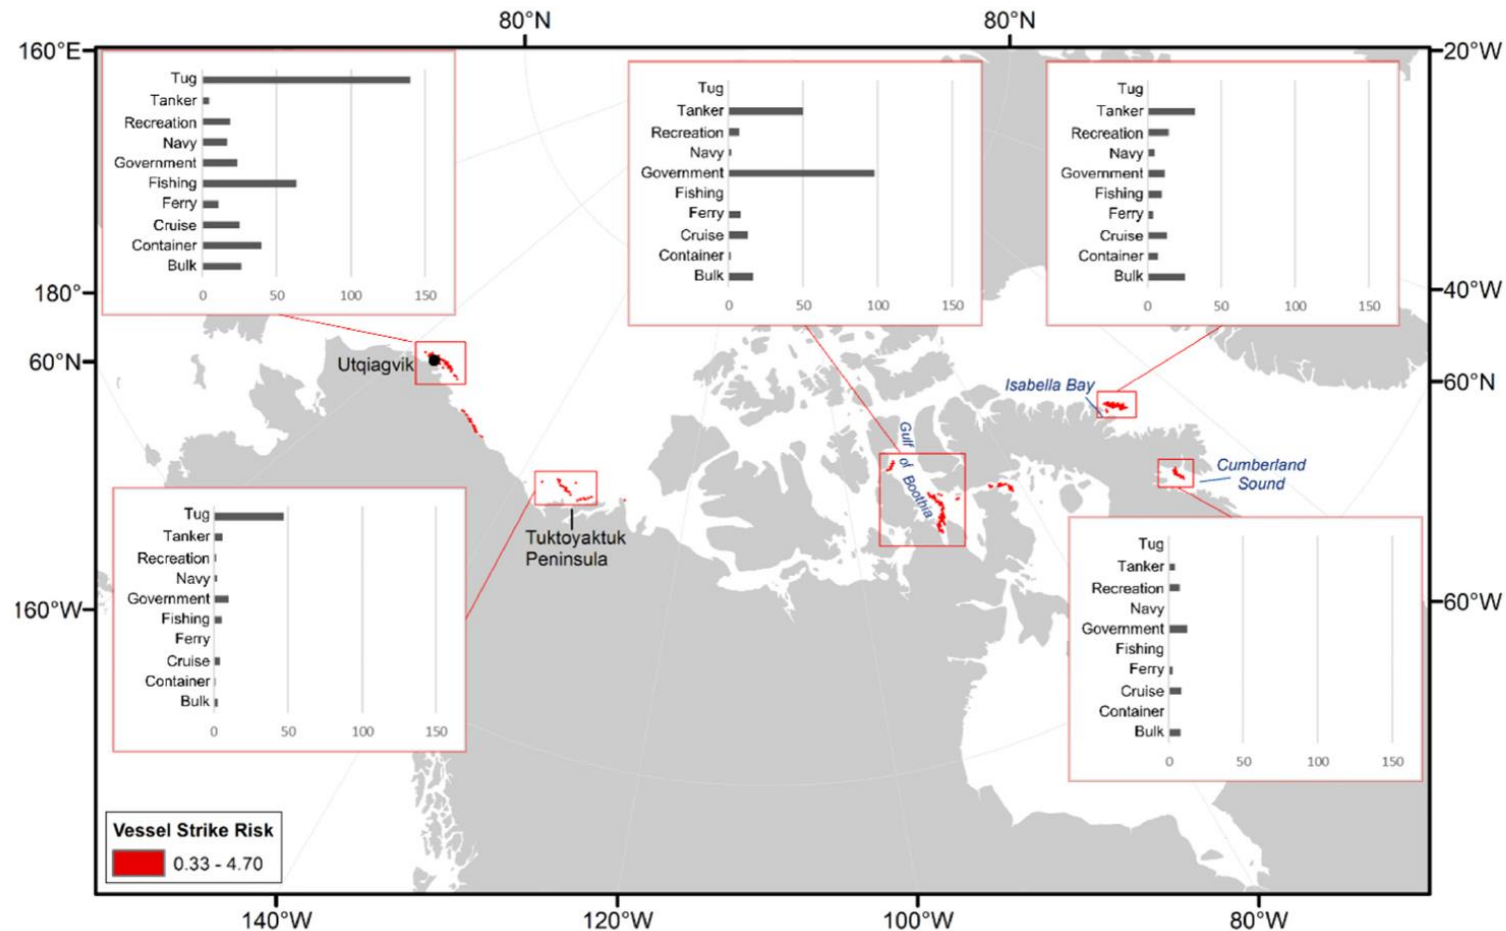 80°N
80°N
160°E
20°W
Tug
Tanker
Recreation
Navy
Government
Fishing
Ferry
Cruise
Container
Bulk
0 50 100 150
Tug
Tanker
Recreation
Navy
Government
Fishing
Ferry
Cruise
Container
Bulk
0 50 100 150
Tug
Tanker
Recreation
Navy
Government
Fishing
Ferry
Cruise
Container
Bulk
0 50 100 150
180°
40°W
60°N
60°N
Utqiagvik
Isabella Bay
Gulf of Boothia
Cumberland
Sound
Tuktoyaktuk
Peninsula
Tug
Tanker
Recreation
Navy
Government
Fishing
Ferry
Cruise
Container
Bulk
0 50 100 150
Tug
Tanker
Recreation
Navy
Government
Fishing
Ferry
Cruise
Container
Bulk
0 50 100 150
160°W
60°W
Vessel Strike Risk
0.33 - 4.70
140°W
120°W
100°W
80°W